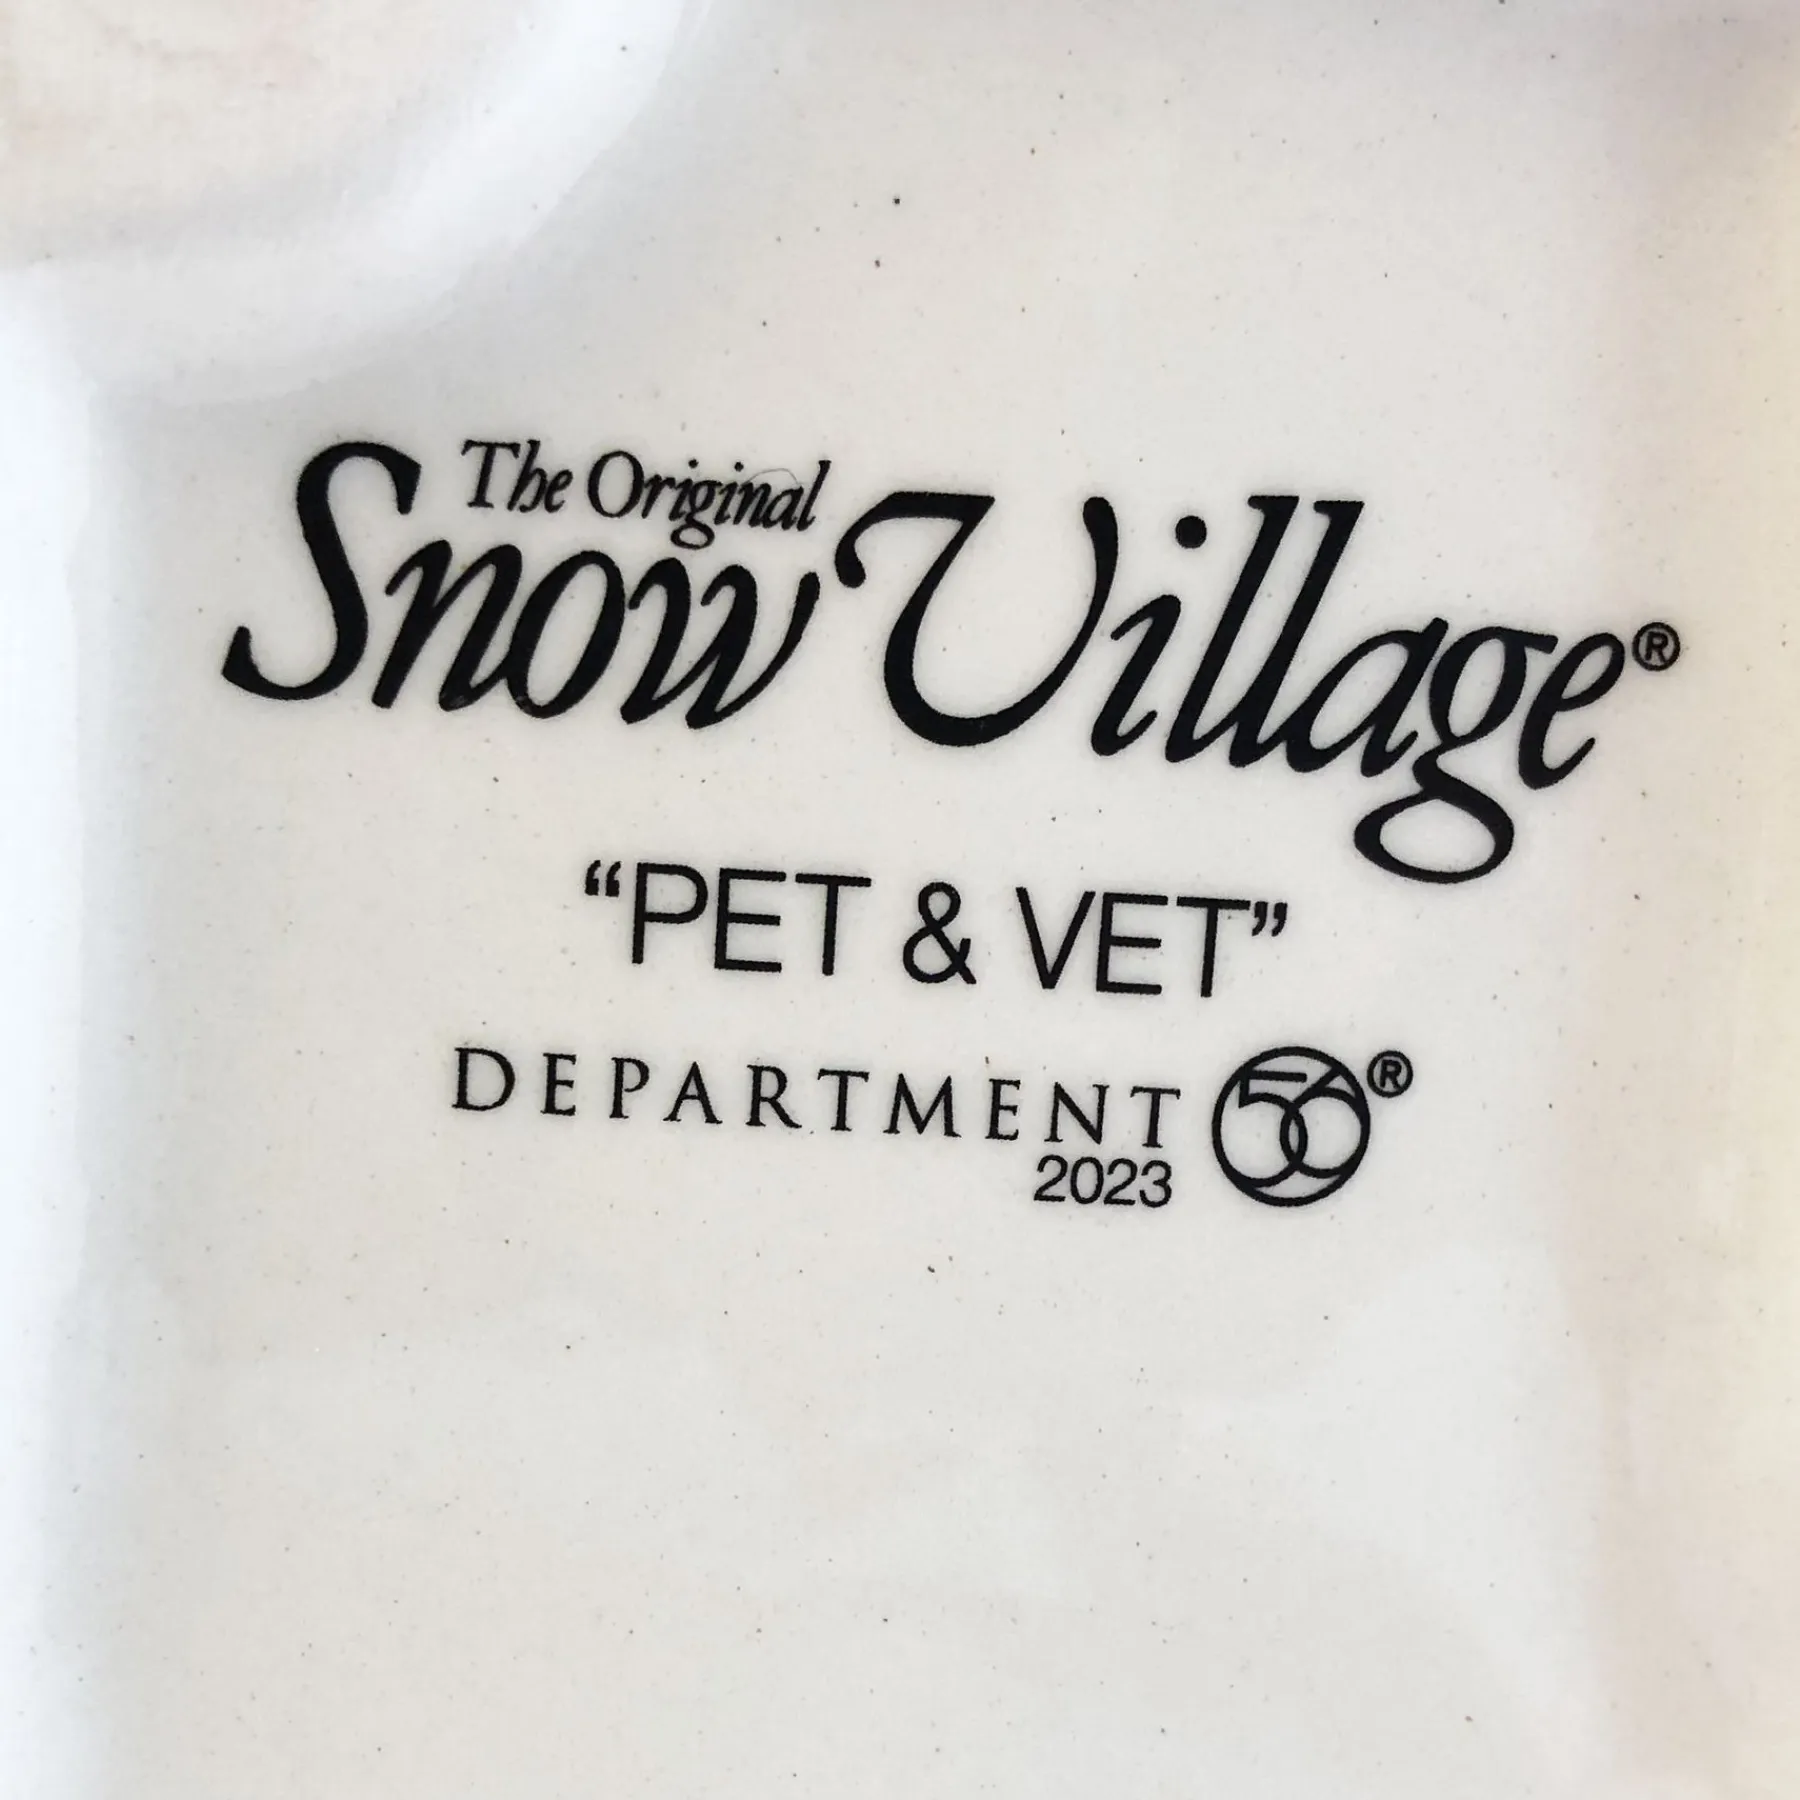 The Original
Snow Village®
“PET & VET”
DEPARTMENT 56®
2023